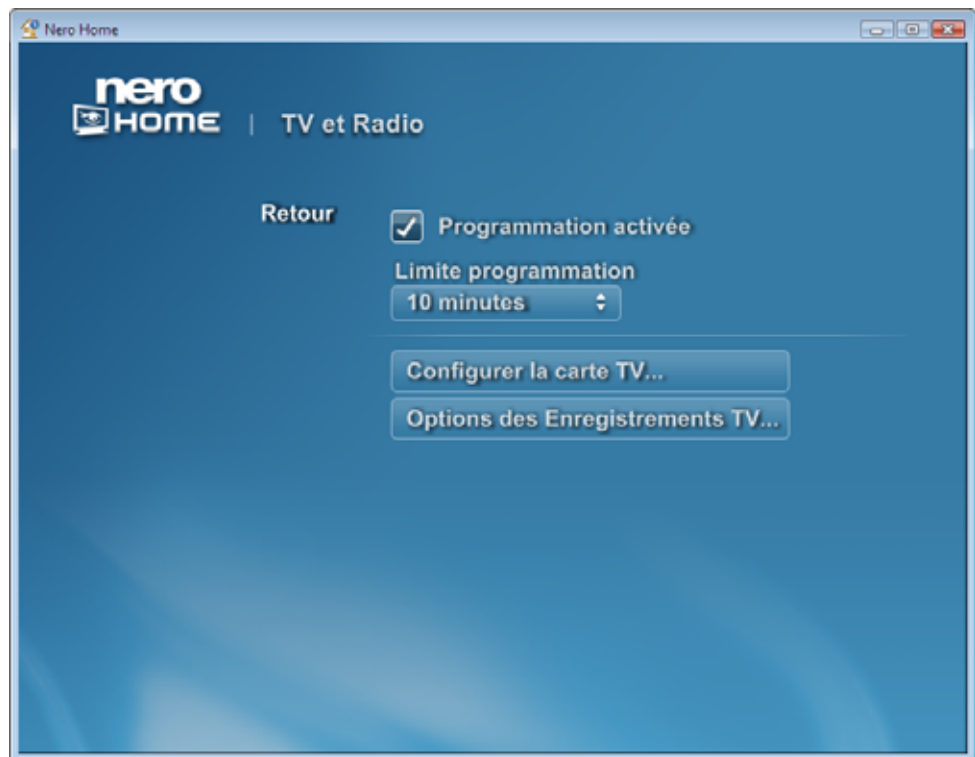 Nero Home
nero
HOME | TV et Radio
Retour
Programmation activée
Limite programmation
10 minutes
Configurer la carte TV...
Options des Enregistrements TV...